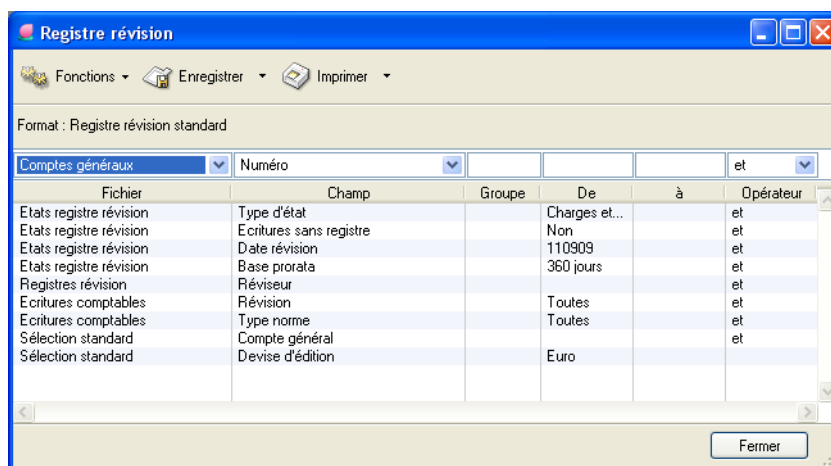 Registre révision
Fonctions Enregistrer Imprimer
Format : Registre révision standard
Comptes généraux Numéro et
Fichier Champ Groupe De à Opérateur
Etats registre révision Type d'état Charges et... et
Etats registre révision Ecritures sans registre Non et
Etats registre révision Date révision 110909 et
Etats registre révision Base prorata 360 jours et
Registres révision Réviseur et
Ecritures comptables Révision Toutes et
Ecritures comptables Type norme Toutes et
Sélection standard Compte général et
Sélection standard Devise d'édition Euro
Fermer